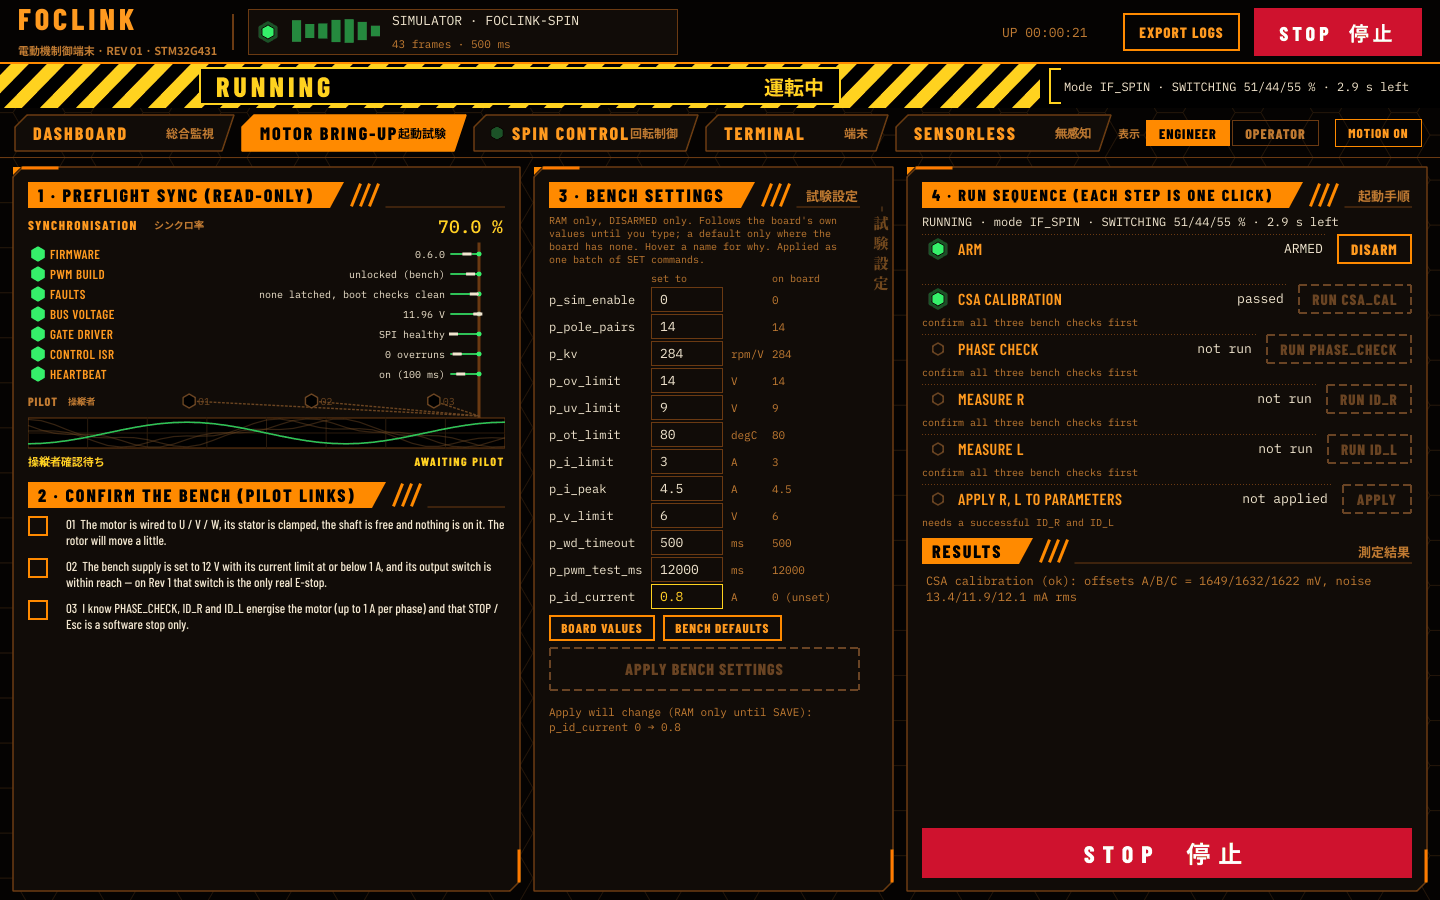 FOCLINK
電動機制御端末・REV 01・STM32G431
SIMULATOR · FOCLINK-SPIN
43 frames · 500 ms
UP 00:00:21
EXPORT LOGS
STOP 停止
RUNNING 運転中
Mode IF_SPIN · SWITCHING 51/44/55 % · 2.9 s left
DASHBOARD 総合監視
MOTOR BRING-UP 起動試験
SPIN CONTROL 回転制御
TERMINAL 端末
SENSORLESS 無感知
表示 ENGINEER OPERATOR
MOTION ON
1 · PREFLIGHT SYNC (READ-ONLY)
SYNCHRONISATION シンクロ率 70.0 %
FIRMWARE 0.6.0
PWM BUILD unlocked (bench)
FAULTS none latched, boot checks clean
BUS VOLTAGE 11.96 V
GATE DRIVER SPI healthy
CONTROL ISR 0 overruns
HEARTBEAT on (100 ms)
PILOT 操縦者 01 02 03
操縦者確認待ち AWAITING PILOT
2 · CONFIRM THE BENCH (PILOT LINKS)
01 The motor is wired to U / V / W, its stator is clamped, the shaft is free and nothing is on it. The
rotor will move a little.
02 The bench supply is set to 12 V with its current limit at or below 1 A, and its output switch is
within reach — on Rev 1 that switch is the only real E-stop.
03 I know PHASE_CHECK, ID_R and ID_L energise the motor (up to 1 A per phase) and that STOP /
Esc is a software stop only.
3 · BENCH SETTINGS 試験設定
試験設定
RAM only, DISARMED only. Follows the board's own
values until you type; a default only where the
board has none. Hover a name for why. Applied as
one batch of SET commands.
set to on board
p_sim_enable 0 0
p_pole_pairs 14 14
p_kv 284 rpm/V 284
p_ov_limit 14 V 14
p_uv_limit 9 V 9
p_ot_limit 80 degC 80
p_i_limit 3 A 3
p_i_peak 4.5 A 4.5
p_v_limit 6 V 6
p_wd_timeout 500 ms 500
p_pwm_test_ms 12000 ms 12000
p_id_current 0.8 A 0 (unset)
BOARD VALUES BENCH DEFAULTS
APPLY BENCH SETTINGS
Apply will change (RAM only until SAVE):
p_id_current 0 → 0.8
4 · RUN SEQUENCE (EACH STEP IS ONE CLICK) 起動手順
RUNNING · mode IF_SPIN · SWITCHING 51/44/55 % · 2.9 s left
ARM ARMED DISARM
CSA CALIBRATION passed RUN CSA_CAL
confirm all three bench checks first
PHASE CHECK not run RUN PHASE_CHECK
confirm all three bench checks first
MEASURE R not run RUN ID_R
confirm all three bench checks first
MEASURE L not run RUN ID_L
confirm all three bench checks first
APPLY R, L TO PARAMETERS not applied APPLY
needs a successful ID_R and ID_L
RESULTS 測定結果
CSA calibration (ok): offsets A/B/C = 1649/1632/1622 mV, noise
13.4/11.9/12.1 mA rms
STOP 停止